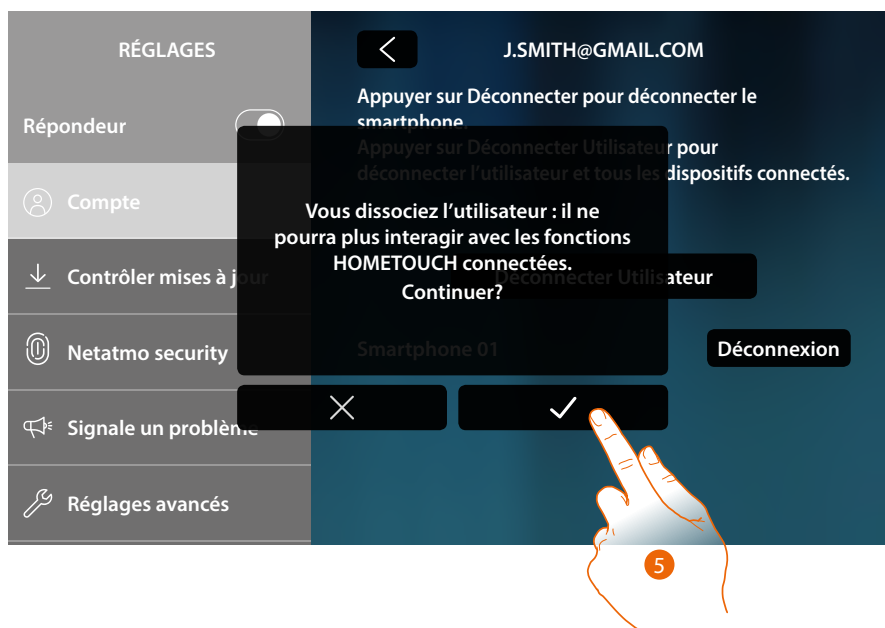 RÉGLAGES
Répondeur
Compte
Contrôler mises à jour
Netatmo security
Signale un problème
Réglages avancés
J.SMITH@GMAIL.COM
Appuyer sur Déconnecter pour déconnecter le
smartphone.
Appuyer sur Déconnecter Utilisateur pour
déconnecter l'utilisateur et tous les dispositifs connectés.
Déconnecter Utilisateur
Smartphone 01
Déconnexion
Vous dissociez l'utilisateur : il ne
pourra plus interagir avec les fonctions
HOMETOUCH connectées.
Continuer?
5